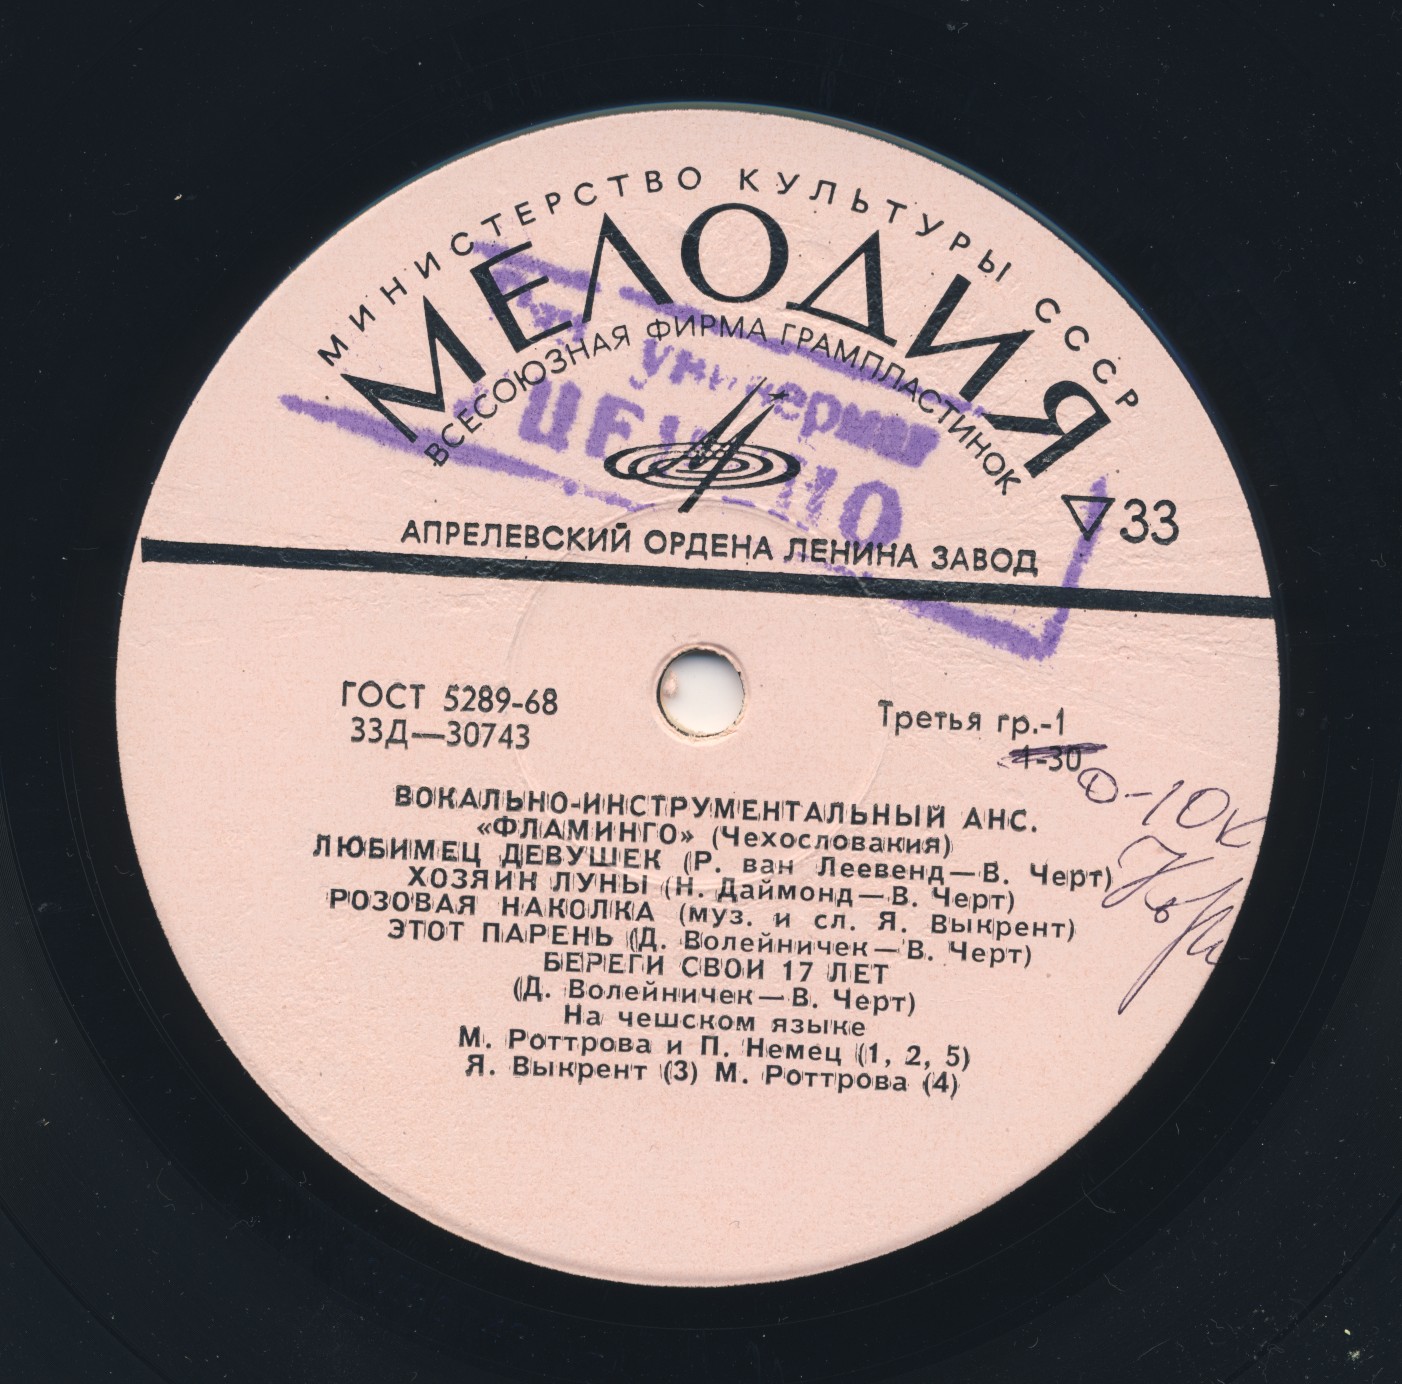 МИНИСТЕРСТВО КУЛЬТУРЫ СССР
МЕЛОДИЯ
ВСЕСОЮЗНАЯ ФИРМА ГРАМПЛАСТИНОК
33
АПРЕЛЕВСКИЙ ОРДЕНА ЛЕНИНА ЗАВОД
ГОСТ 5289-68
33Д—30743
Третья гр.-1
1-30
0-10к
ВОКАЛЬНО-ИНСТРУМЕНТАЛЬНЫЙ АНС.
«ФЛАМИНГО» (Чехословакия)
ЛЮБИМЕЦ ДЕВУШЕК (Р. ван Леевенд—В. Черт)
ХОЗЯИН ЛУНЫ (Н. Даймонд—В. Черт)
РОЗОВАЯ НАКОЛКА (муз. и сл. Я. Выкрент)
ЭТОТ ПАРЕНЬ (Д. Волейничек—В. Черт)
БЕРЕГИ СВОИ 17 ЛЕТ
(Д. Волейничек—В. Черт)
На чешском языке
М. Роттрова и П. Немец (1, 2, 5)
Я. Выкрент (3) М. Роттрова (4)